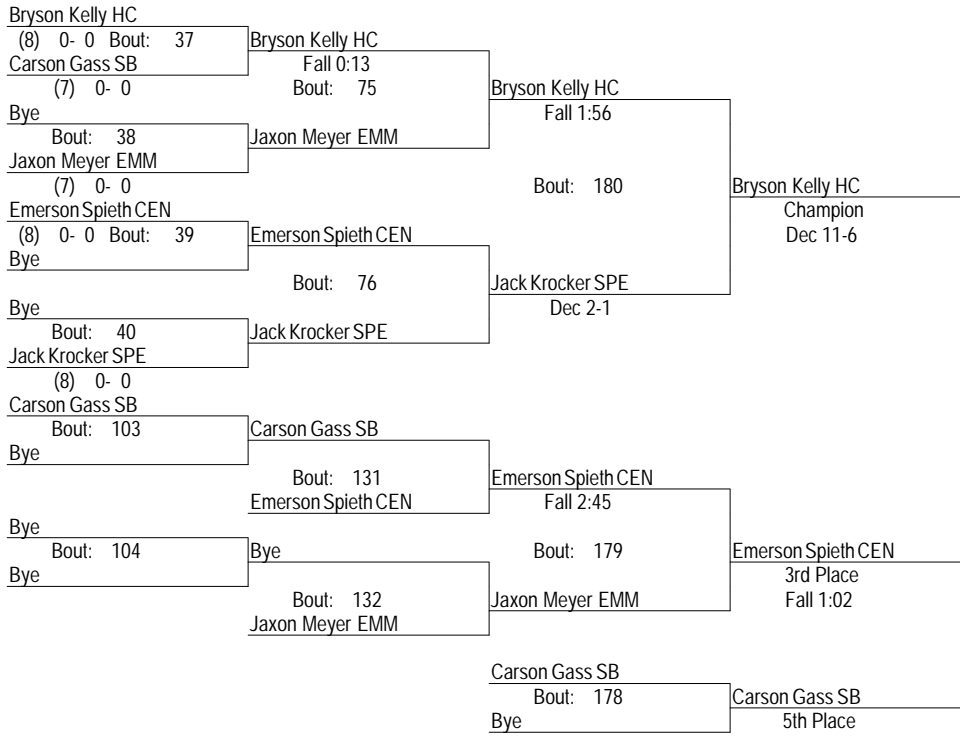 Bryson Kelly HC
(8) 0- 0 Bout: 37
Bryson Kelly HC
Carson Gass SB
Fall 0:13
(7) 0- 0
Bout: 75
Bryson Kelly HC
Bye
Fall 1:56
Bout: 38
Jaxon Meyer EMM
Jaxon Meyer EMM
(7) 0- 0
Bout: 180
Bryson Kelly HC
Emerson Spieth CEN
Champion
(8) 0- 0 Bout: 39
Emerson Spieth CEN
Dec 11-6
Bye
Bout: 76
Jack Krocker SPE
Bye
Dec 2-1
Bout: 40
Jack Krocker SPE
Jack Krocker SPE
(8) 0- 0
Carson Gass SB
Bout: 103
Carson Gass SB
Bye
Bout: 131
Emerson Spieth CEN
Emerson Spieth CEN
Fall 2:45
Bye
Bout: 104
Bye
Bout: 179
Emerson Spieth CEN
Bye
3rd Place
Bout: 132
Jaxon Meyer EMM
Fall 1:02
Jaxon Meyer EMM
Carson Gass SB
Bout: 178
Carson Gass SB
Bye
5th Place